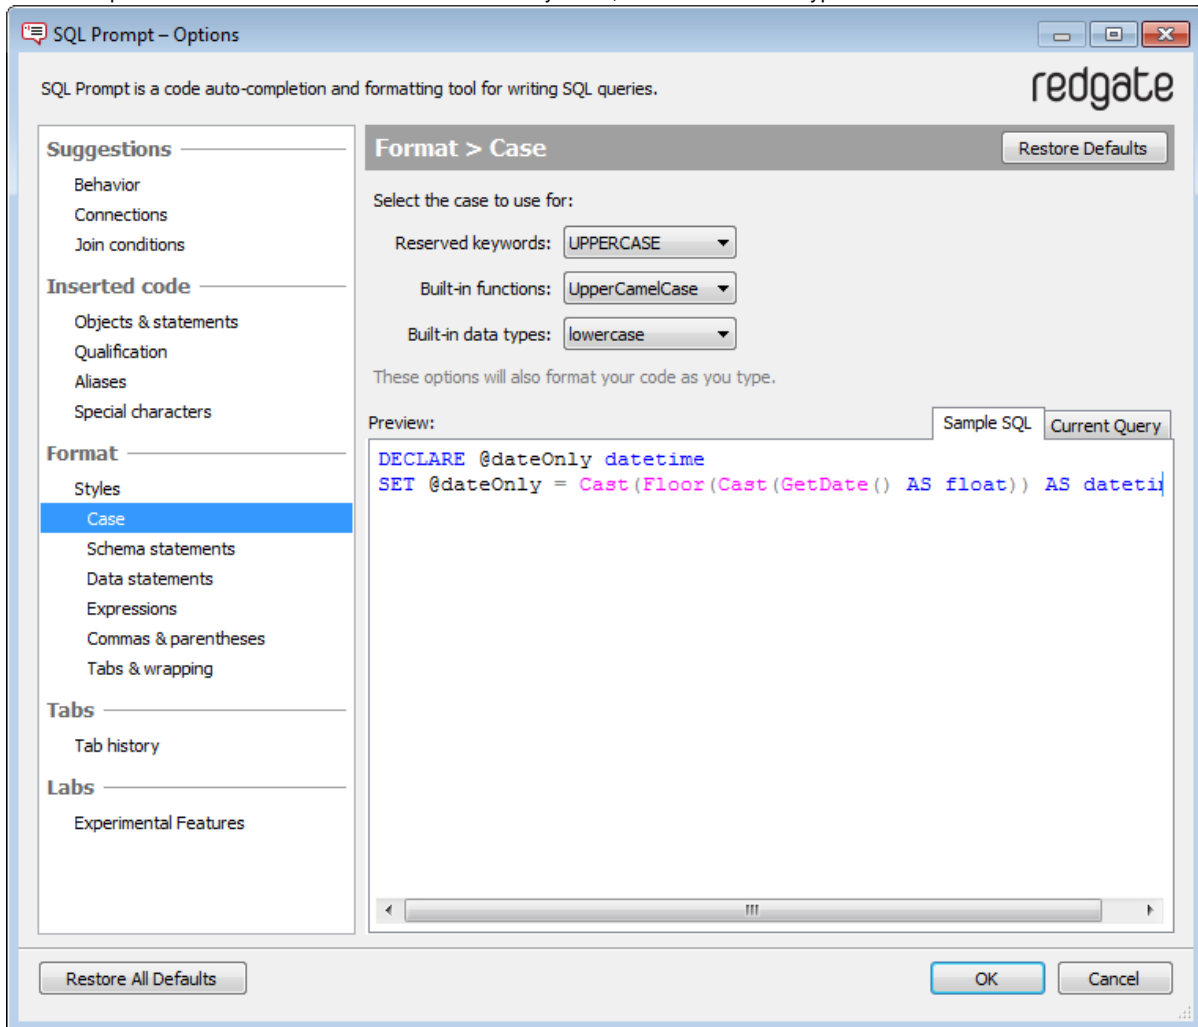 SQL Prompt – Options
SQL Prompt is a code auto-completion and formatting tool for writing SQL queries.
redgate
Suggestions
Behavior
Connections
Join conditions
Inserted code
Objects & statements
Qualification
Aliases
Special characters
Format
Styles
Case
Schema statements
Data statements
Expressions
Commas & parentheses
Tabs & wrapping
Tabs
Tab history
Labs
Experimental Features
Format > Case
Restore Defaults
Select the case to use for:
Reserved keywords: UPPERCASE
Built-in functions: UpperCamelCase
Built-in data types: lowercase
These options will also format your code as you type.
Preview:
Sample SQL
Current Query
DECLARE @dateOnly datetime
SET @dateOnly = Cast(Floor(Cast(GetDate() AS float)) AS dateti
Restore All Defaults
OK
Cancel